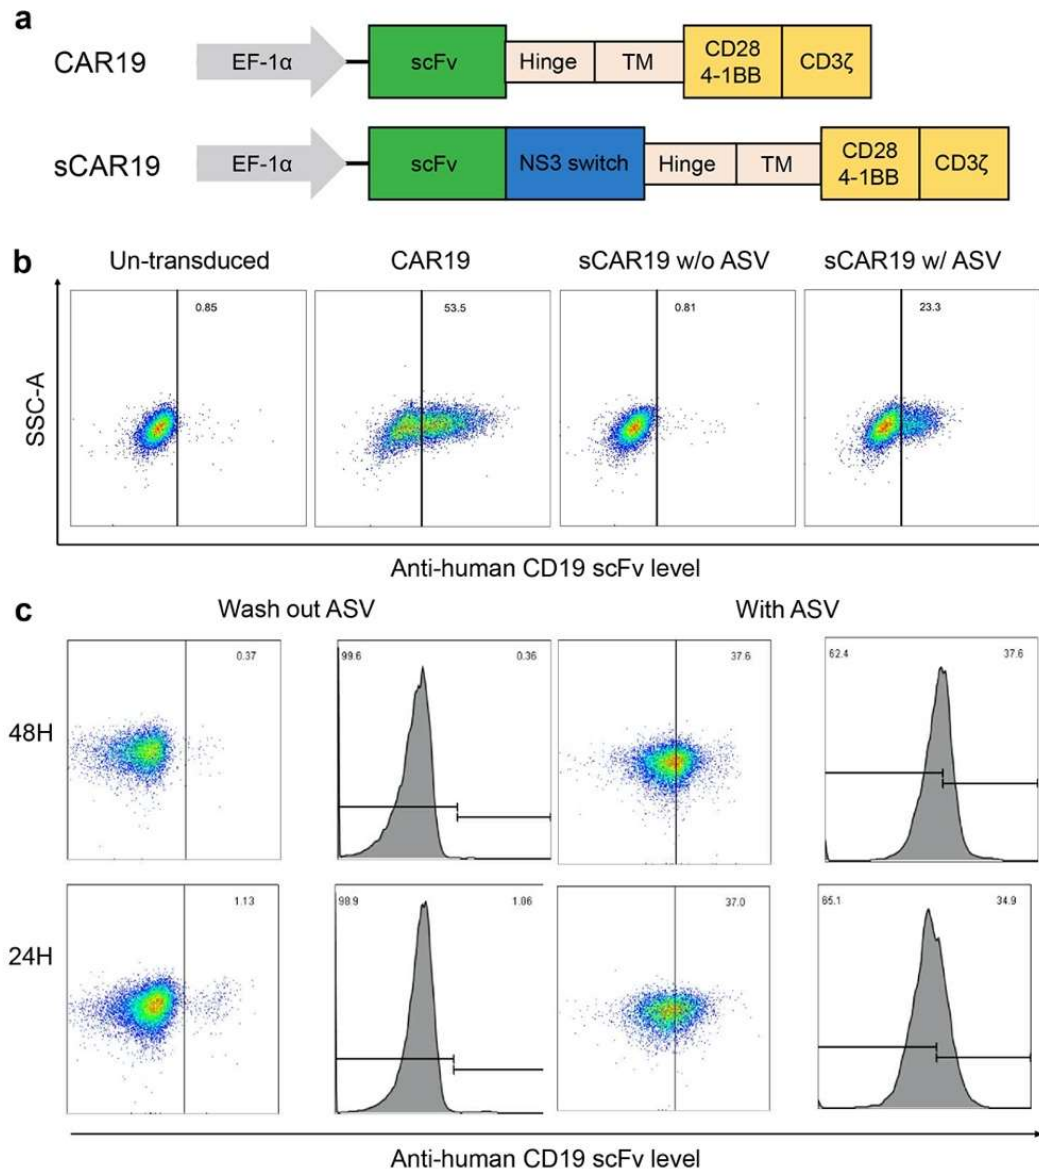 a
CAR19
EF-1α
scFv
Hinge
TM
CD28
4-1BB
CD3ζ
sCAR19
EF-1α
scFv
NS3 switch
Hinge
TM
CD28
4-1BB
CD3ζ
b
Un-transduced
CAR19
sCAR19 w/o ASV
sCAR19 w/ ASV
0.85
53.5
0.81
23.3
SSC-A
Anti-human CD19 scFv level
c
Wash out ASV
With ASV
48H
0.37
99.6
0.36
37.6
62.4
37.6
24H
1.13
98.9
1.06
37.0
65.1
34.9
Anti-human CD19 scFv level